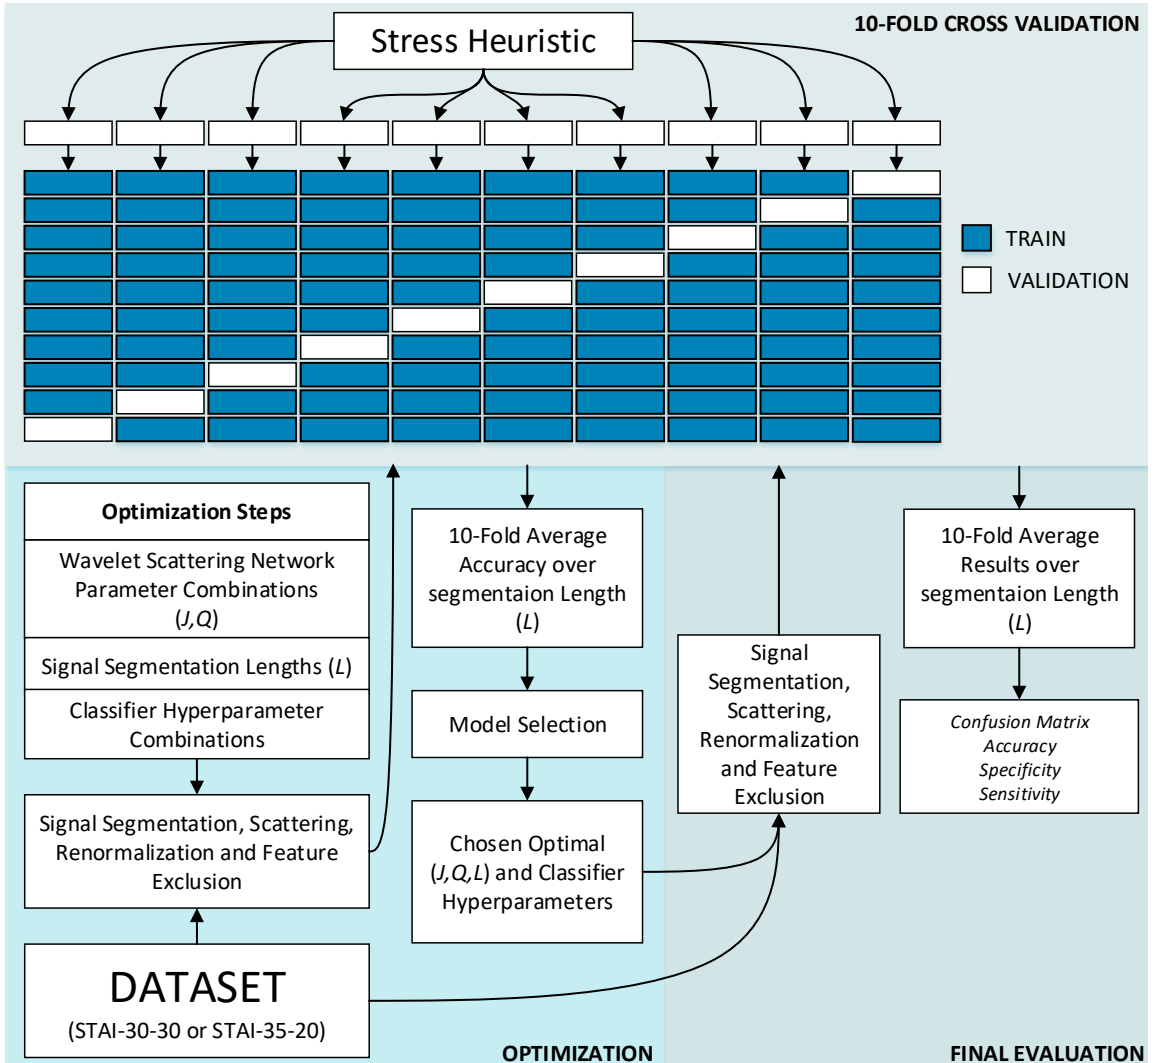 10-FOLD CROSS VALIDATION
Stress Heuristic
TRAIN
VALIDATION
Optimization Steps
Wavelet Scattering Network
Parameter Combinations
(J,Q)
Signal Segmentation Lengths (L)
Classifier Hyperparameter
Combinations
Signal Segmentation, Scattering,
Renormalization and Feature
Exclusion
DATASET
(STAI-30-30 or STAI-35-20)
10-Fold Average
Accuracy over
segmentaion Length
(L)
Model Selection
Chosen Optimal
(J,Q,L) and Classifier
Hyperparameters
OPTIMIZATION
Signal
Segmentation,
Scattering,
Renormalization
and Feature
Exclusion
10-Fold Average
Results over
segmentaion Length
(L)
Confusion Matrix
Accuracy
Specificity
Sensitivity
FINAL EVALUATION